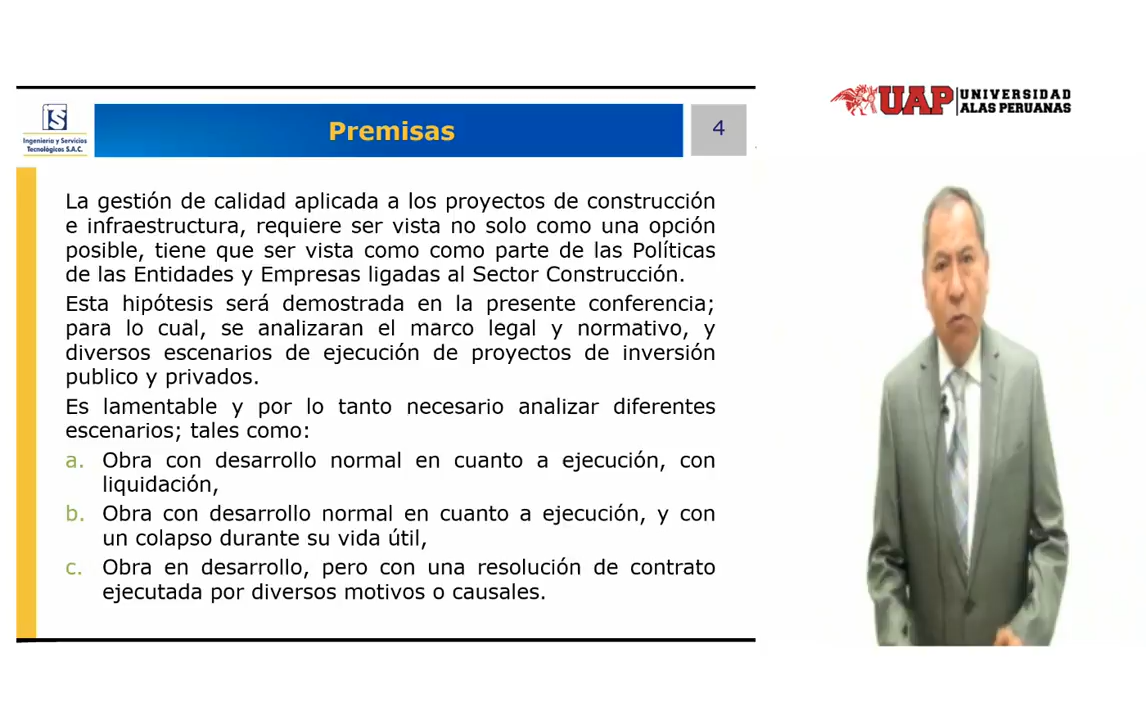 IS
Ingeniería y Servicios
Tecnológicos S.A.C.
Premisas
4
UAP UNIVERSIDAD
ALAS PERUANAS
La gestión de calidad aplicada a los proyectos de construcción
e infraestructura, requiere ser vista no solo como una opción
posible, tiene que ser vista como como parte de las Políticas
de las Entidades y Empresas ligadas al Sector Construcción.
Esta hipótesis será demostrada en la presente conferencia;
para lo cual, se analizaran el marco legal y normativo, y
diversos escenarios de ejecución de proyectos de inversión
publico y privados.
Es lamentable y por lo tanto necesario analizar diferentes
escenarios; tales como:
a. Obra con desarrollo normal en cuanto a ejecución, con
liquidación,
b. Obra con desarrollo normal en cuanto a ejecución, y con
un colapso durante su vida útil,
c. Obra en desarrollo, pero con una resolución de contrato
ejecutada por diversos motivos o causales.